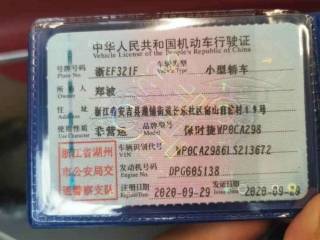 中华人民共和国机动车行驶证
Vehicle License of the People's Republic of China
号牌号码 浙EF321F 车辆类型 小型轿车
Plate No. Vehicle Type
所有人 郑被
Owner
住址
Address
使用性质 非营运 品牌型号 保时捷WP0CA298
Use Character Model
浙江省湖州 车辆识别代号 WP0CA2986LS213672
VIN
市公安局交 发动机号码 DPG005138
Engine No.
通警察支队 注册日期 2020-09-29 发证日期 2020-09-29